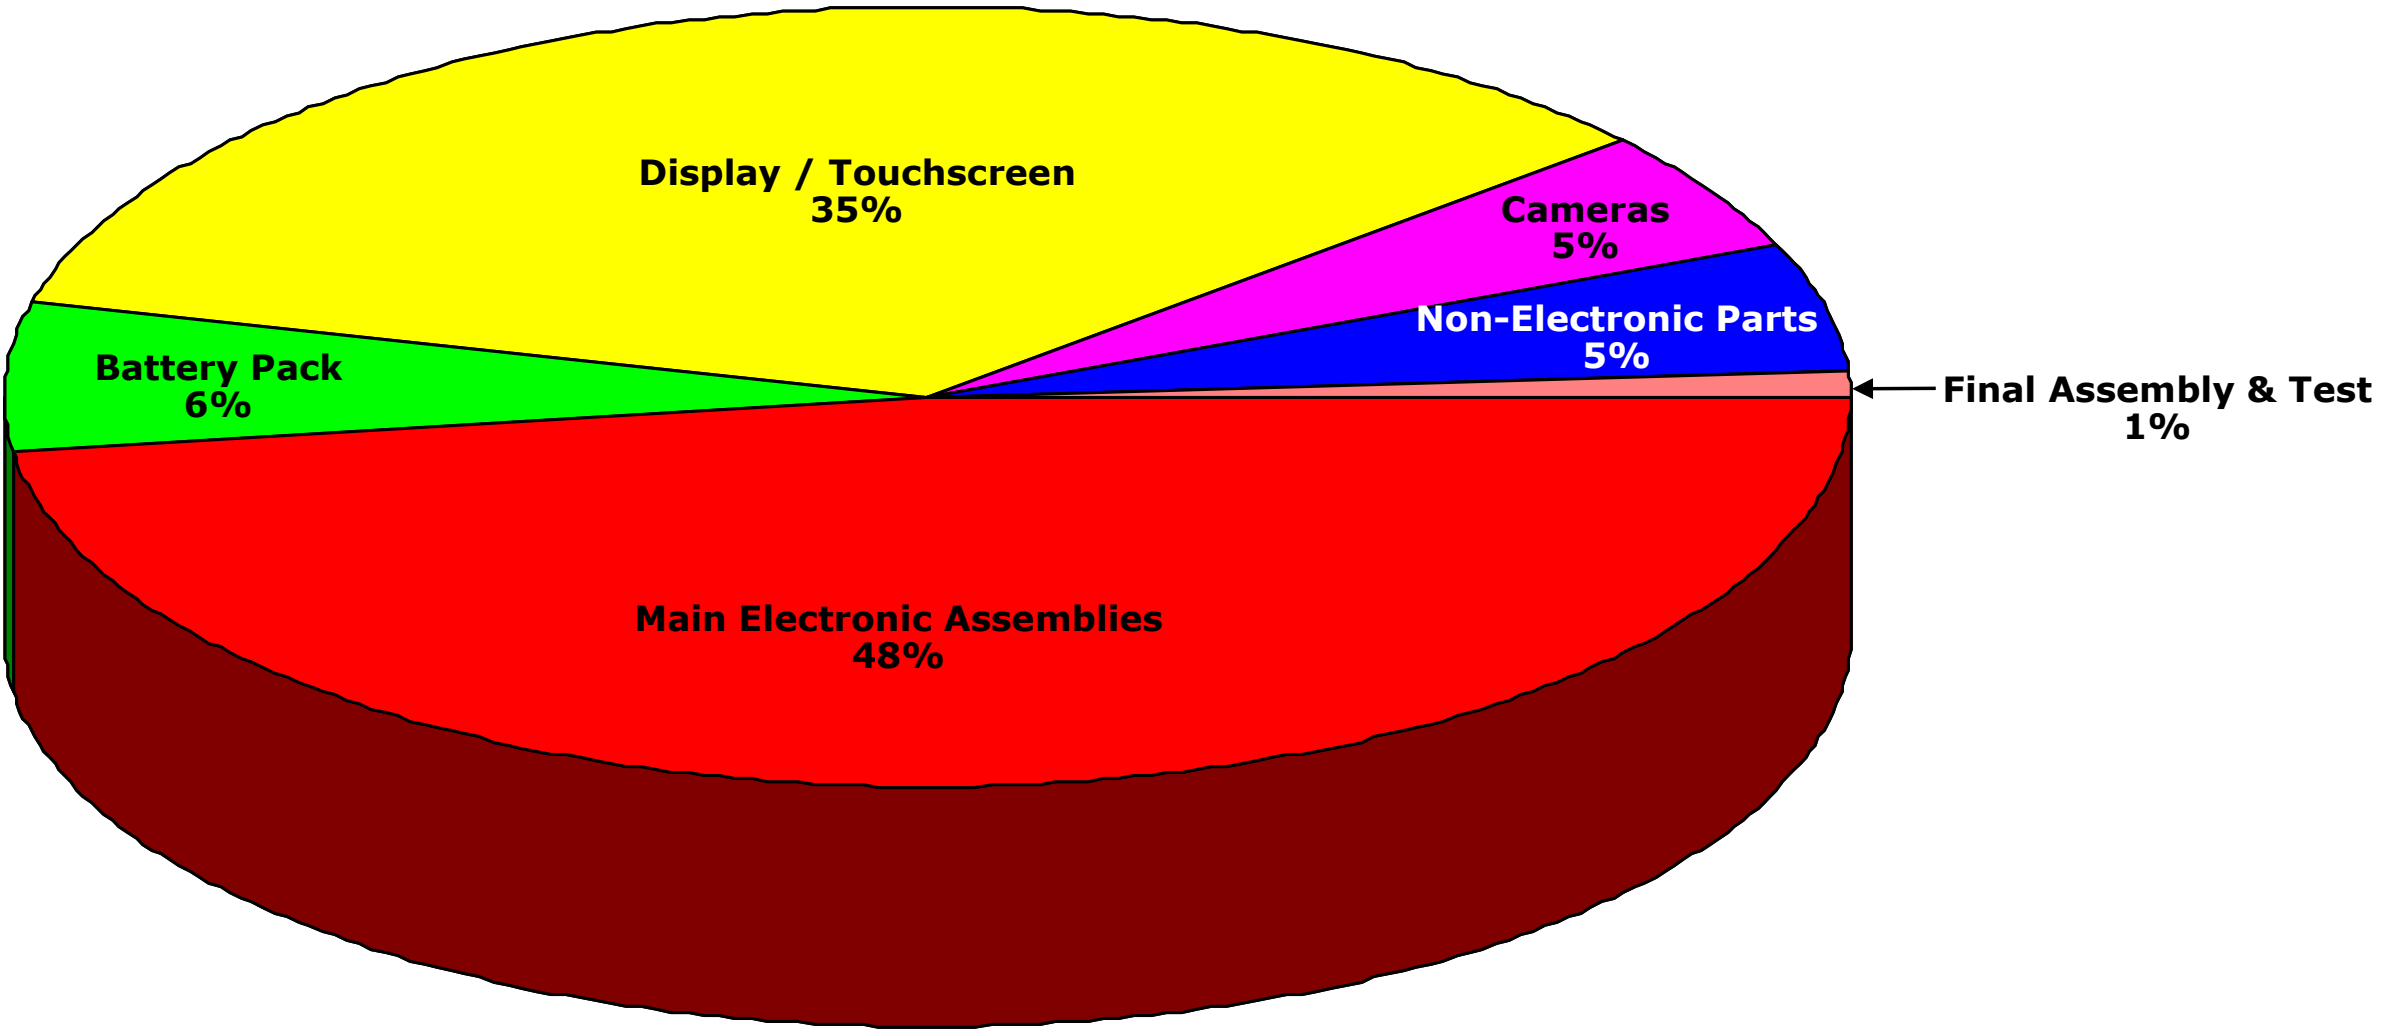 Display / Touchscreen
35%
Cameras
5%
Non-Electronic Parts
5%
Battery Pack
6%
Final Assembly & Test
1%
Main Electronic Assemblies
48%